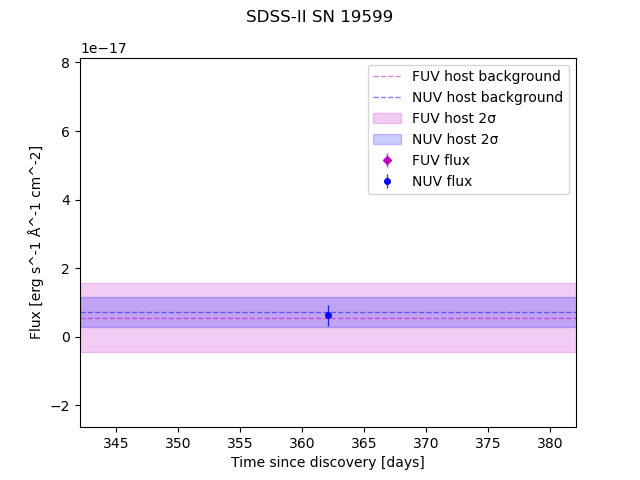 SDSS-II SN 19599
1e−17
8
6
4
2
0
−2
Flux [erg s^-1 Å^-1 cm^-2]
FUV host background
NUV host background
FUV host 2σ
NUV host 2σ
FUV flux
NUV flux
345 350 355 360 365 370 375 380
Time since discovery [days]